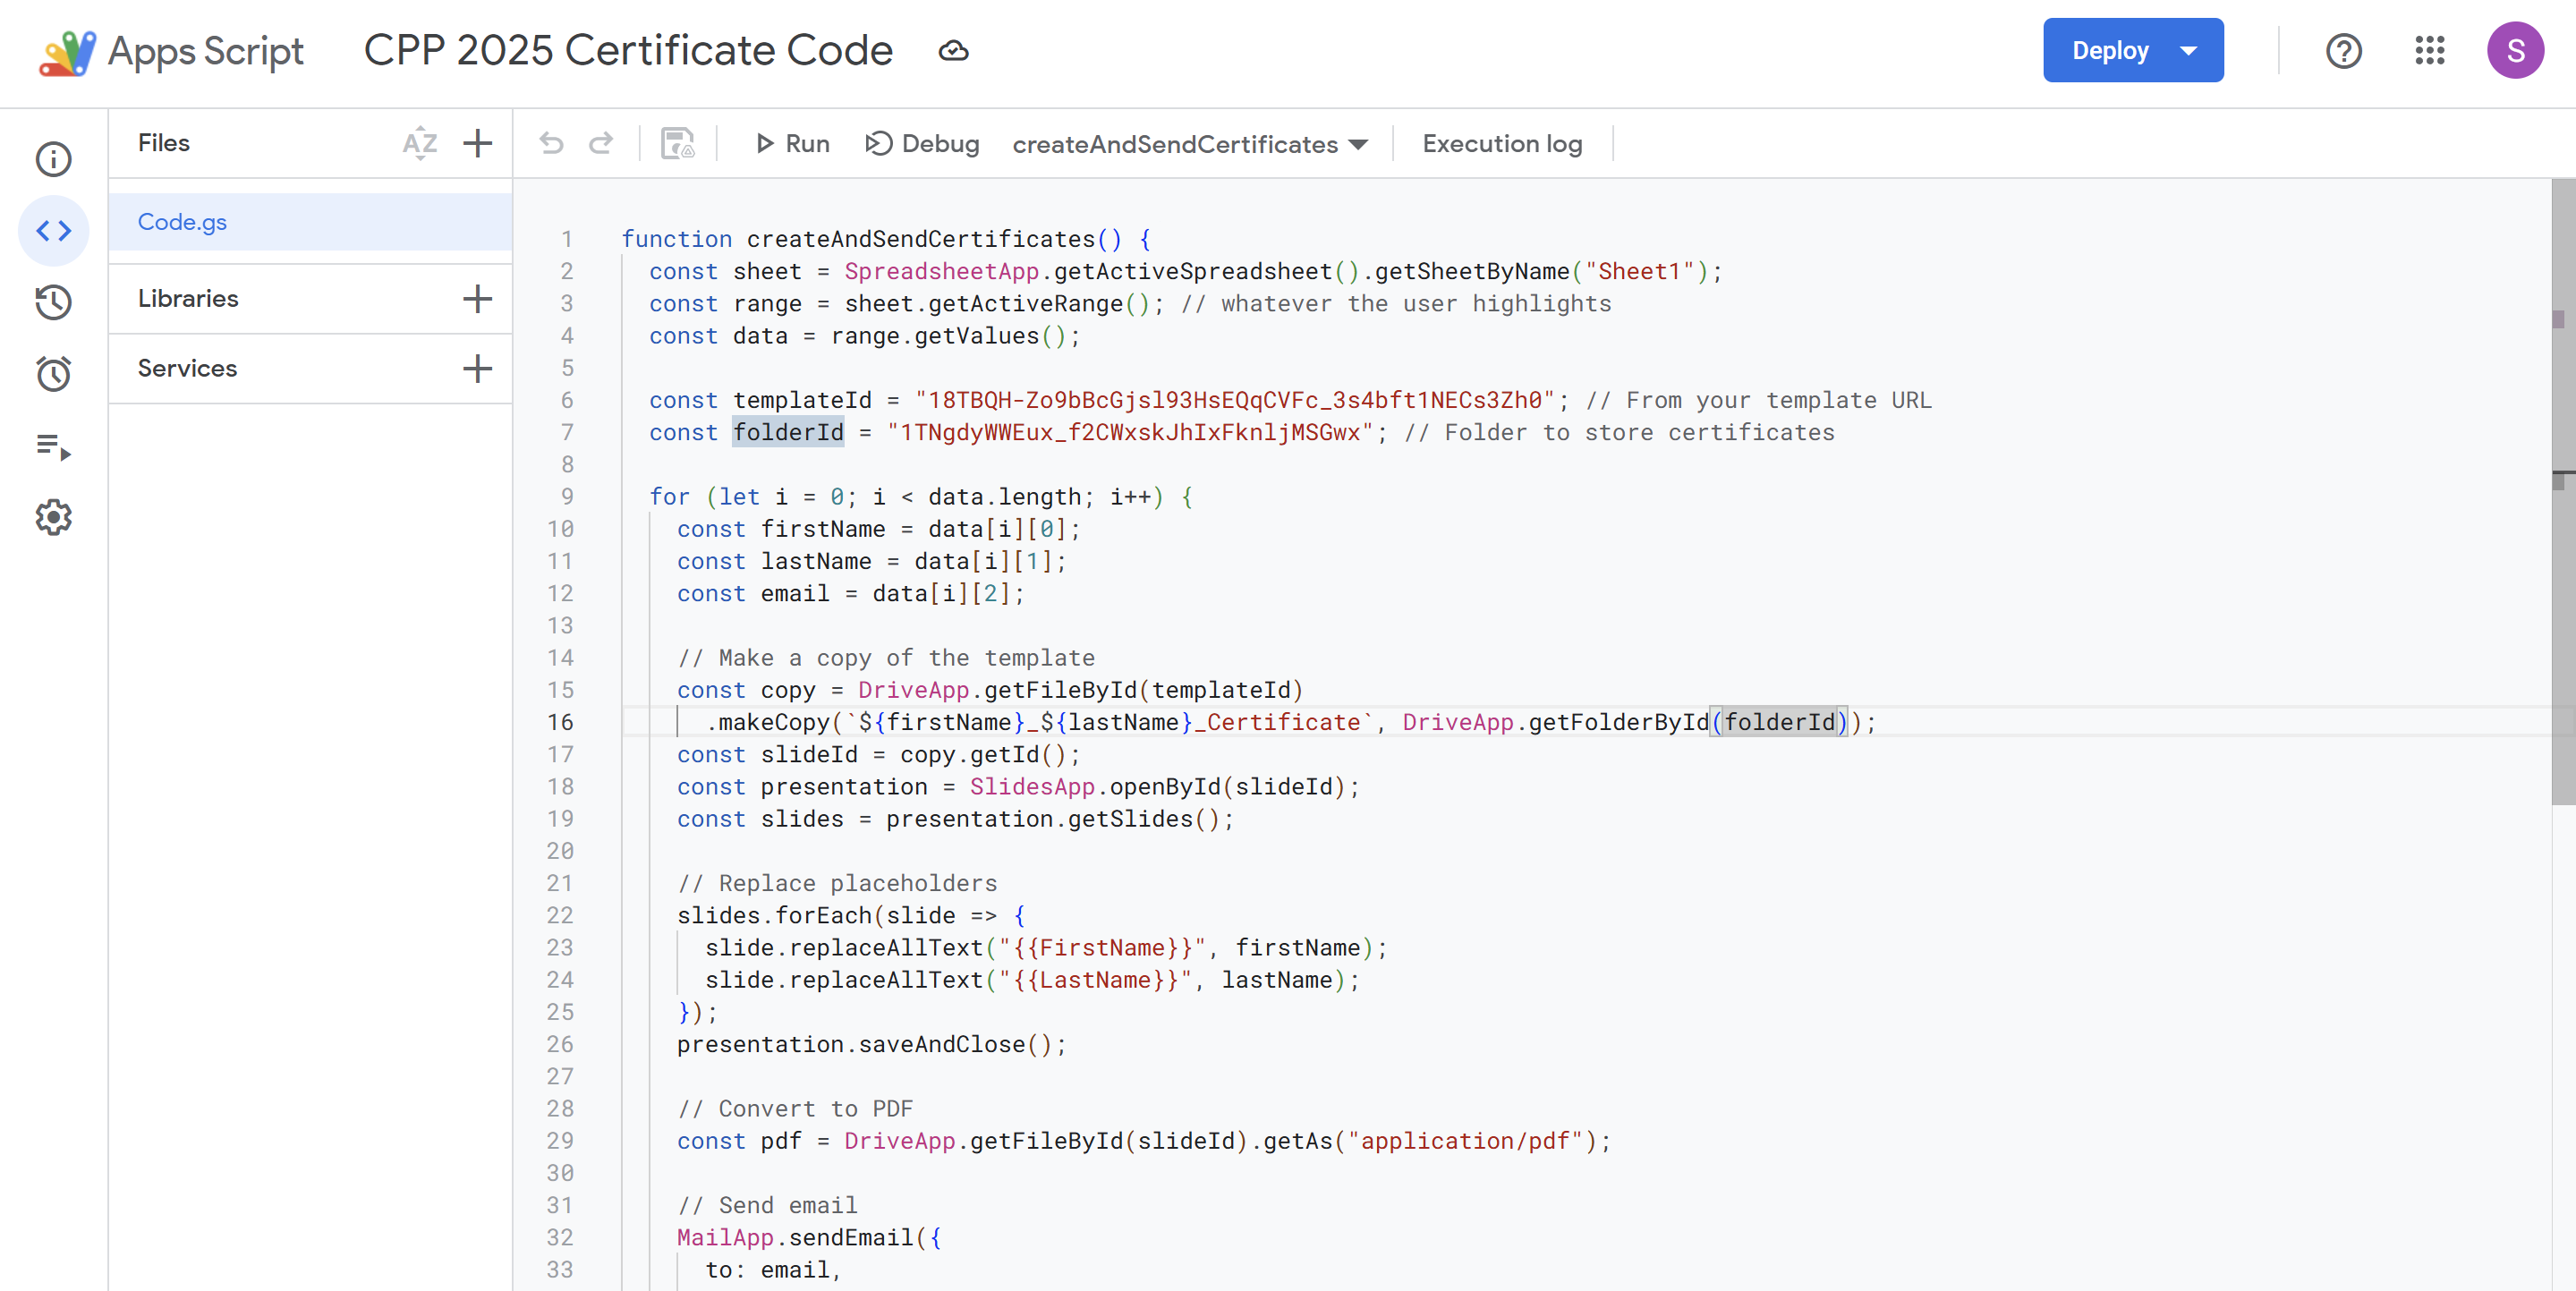 Apps Script
CPP 2025 Certificate Code
Deploy
S
Files
AZ
Run
Debug
createAndSendCertificates
Execution log
Code.gs
Libraries
Services
1 function createAndSendCertificates() {
2 const sheet = SpreadsheetApp.getActiveSpreadsheet().getSheetByName("Sheet1");
3 const range = sheet.getActiveRange(); // whatever the user highlights
4 const data = range.getValues();
5
6 const templateId = "18TBQH-Zo9bBcGjsl93HsEQqCVFc_3s4bft1NECs3Zh0"; // From your template URL
7 const folderId = "1TNgdyWWEux_f2CWxskJhIxFknljMSGwx"; // Folder to store certificates
8
9 for (let i = 0; i < data.length; i++) {
10 const firstName = data[i][0];
11 const lastName = data[i][1];
12 const email = data[i][2];
13
14 // Make a copy of the template
15 const copy = DriveApp.getFileById(templateId)
16 .makeCopy(`${firstName}_${lastName}_Certificate`, DriveApp.getFolderById(folderId));
17 const slideId = copy.getId();
18 const presentation = SlidesApp.openById(slideId);
19 const slides = presentation.getSlides();
20
21 // Replace placeholders
22 slides.forEach(slide => {
23 slide.replaceAllText("{{FirstName}}", firstName);
24 slide.replaceAllText("{{LastName}}", lastName);
25 });
26 presentation.saveAndClose();
27
28 // Convert to PDF
29 const pdf = DriveApp.getFileById(slideId).getAs("application/pdf");
30
31 // Send email
32 MailApp.sendEmail({
33 to: email,